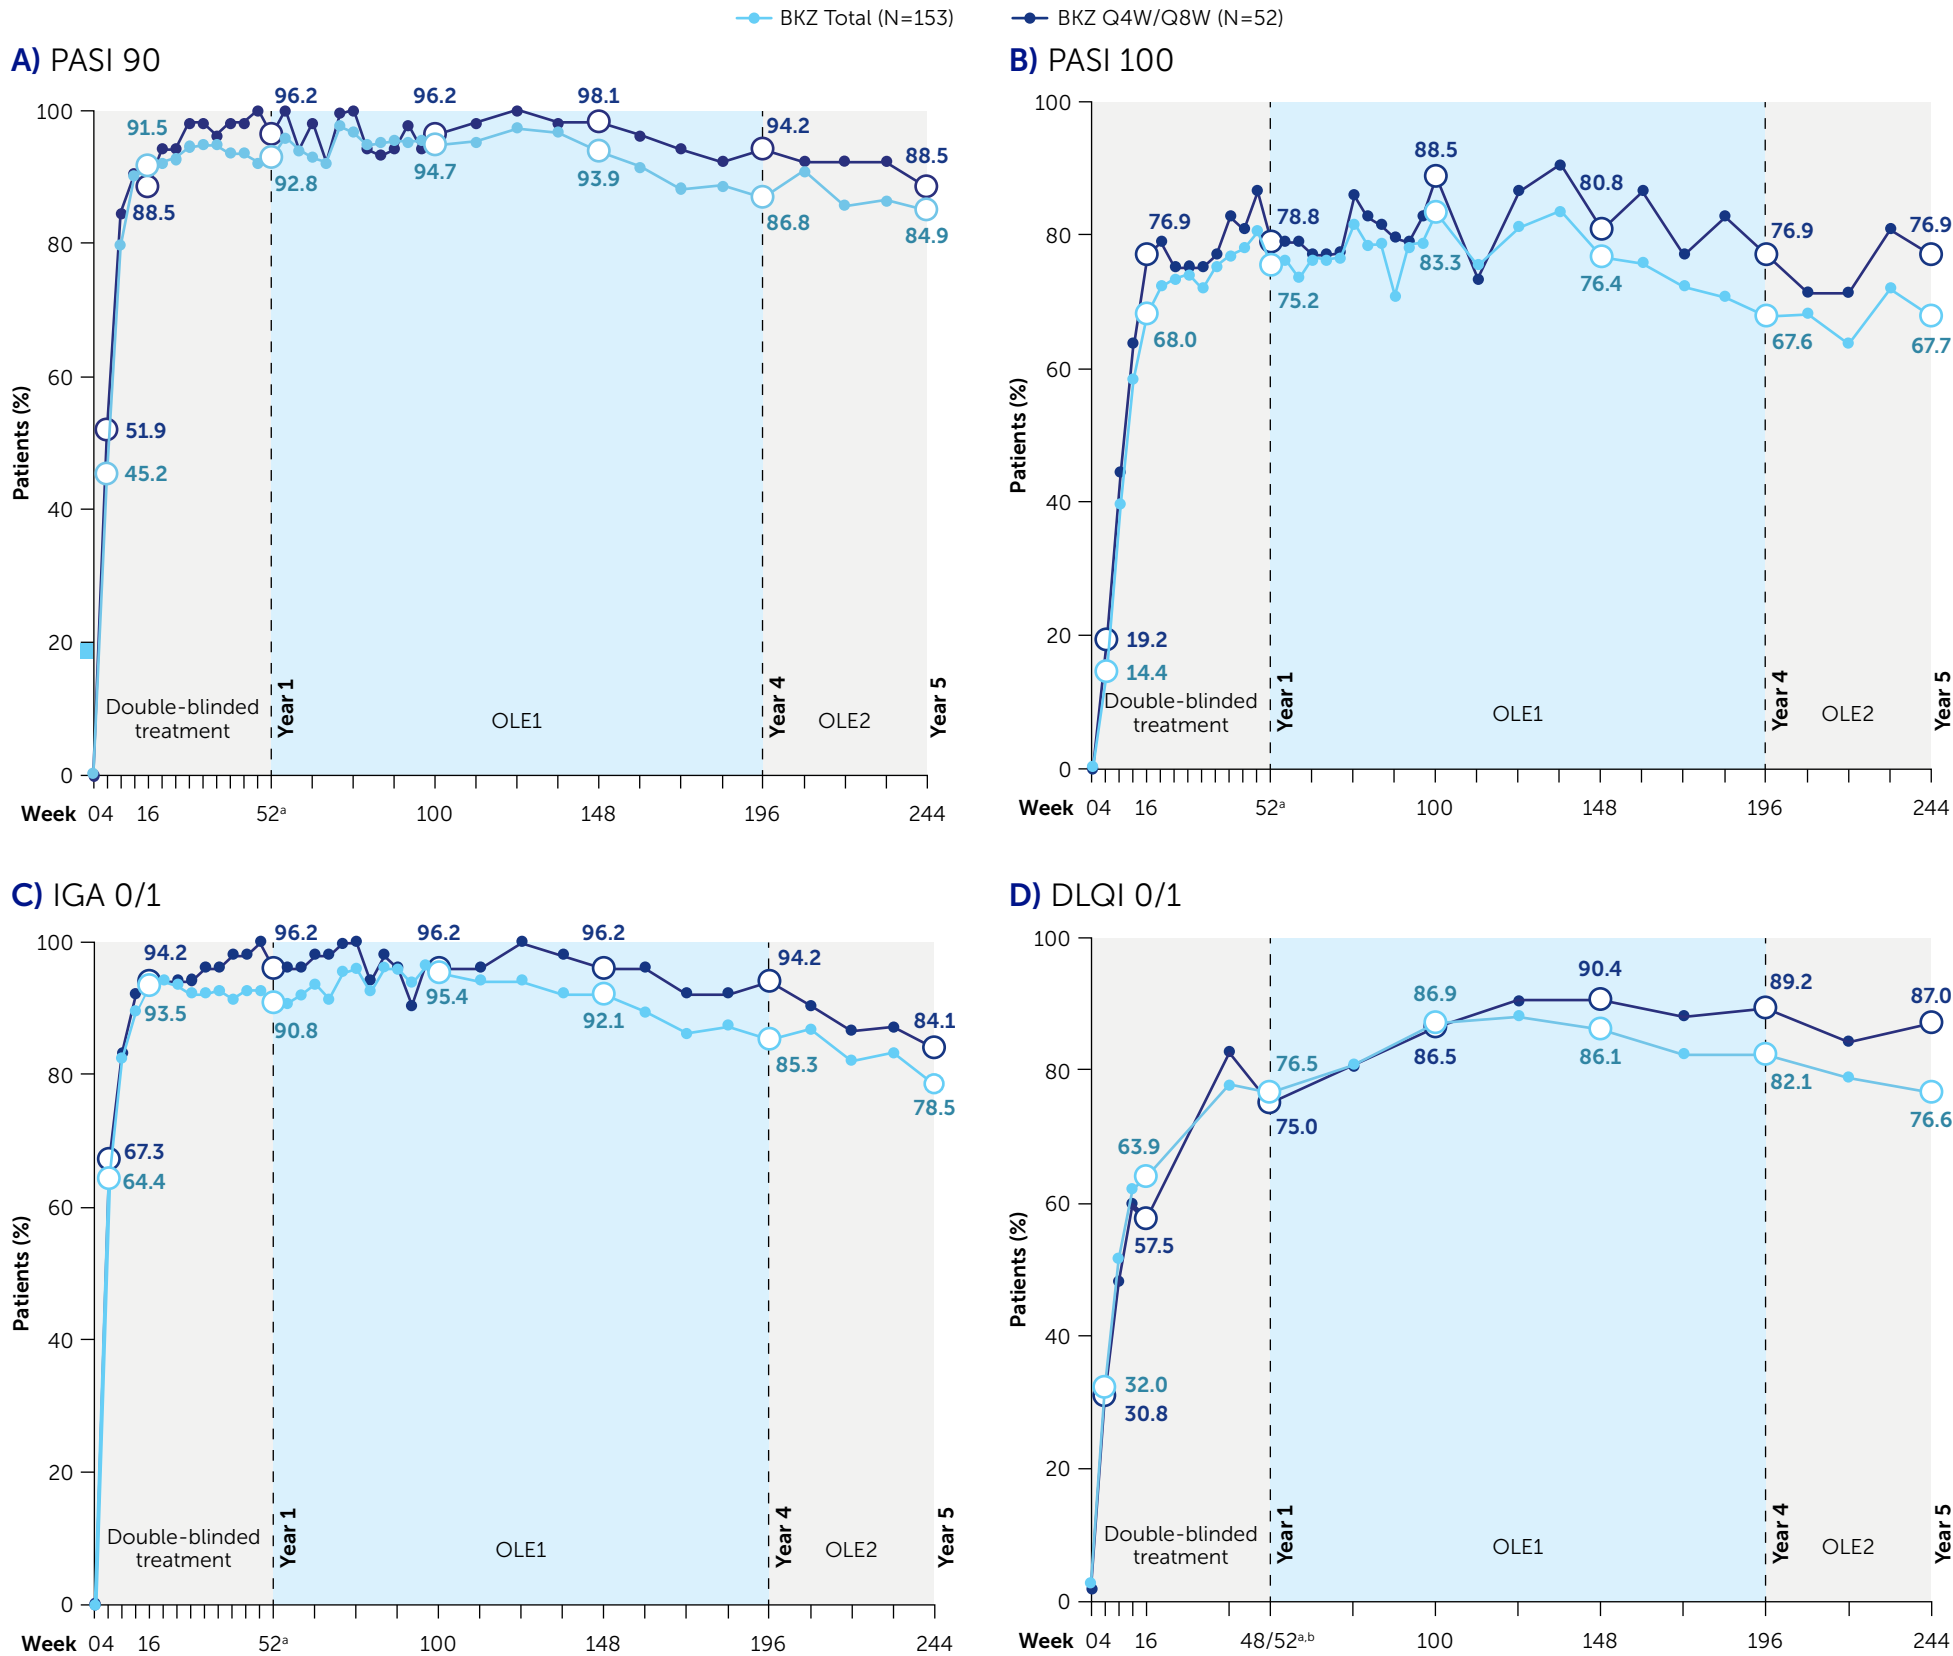 BKZ Total (N=153)
BKZ Q4W/Q8W (N=52)
A) PASI 90
Patients (%)
100
80
60
40
20
0
91.5
88.5
51.9
45.2
96.2
92.8
96.2
94.7
98.1
93.9
94.2
86.8
88.5
84.9
Double-blinded
treatment
Year 1
OLE1
Year 4
OLE2
Year 5
Week 0 4 16 52ᵃ 100 148 196 244
B) PASI 100
Patients (%)
100
80
60
40
20
0
76.9
68.0
19.2
14.4
78.8
75.2
88.5
83.3
80.8
76.4
76.9
67.6
76.9
67.7
Double-blinded
treatment
Year 1
OLE1
Year 4
OLE2
Year 5
Week 0 4 16 52ᵃ 100 148 196 244
C) IGA 0/1
Patients (%)
100
80
60
40
20
0
94.2
93.5
67.3
64.4
96.2
90.8
96.2
95.4
96.2
92.1
94.2
85.3
84.1
78.5
Double-blinded
treatment
Year 1
OLE1
Year 4
OLE2
Year 5
Week 0 4 16 52ᵃ 100 148 196 244
D) DLQI 0/1
Patients (%)
100
80
60
40
20
0
63.9
57.5
32.0
30.8
76.5
75.0
86.9
86.5
90.4
86.1
89.2
82.1
87.0
76.6
Double-blinded
treatment
Year 1
OLE1
Year 4
OLE2
Year 5
Week 0 4 16 48/52ᵃ,ᵇ 100 148 196 244